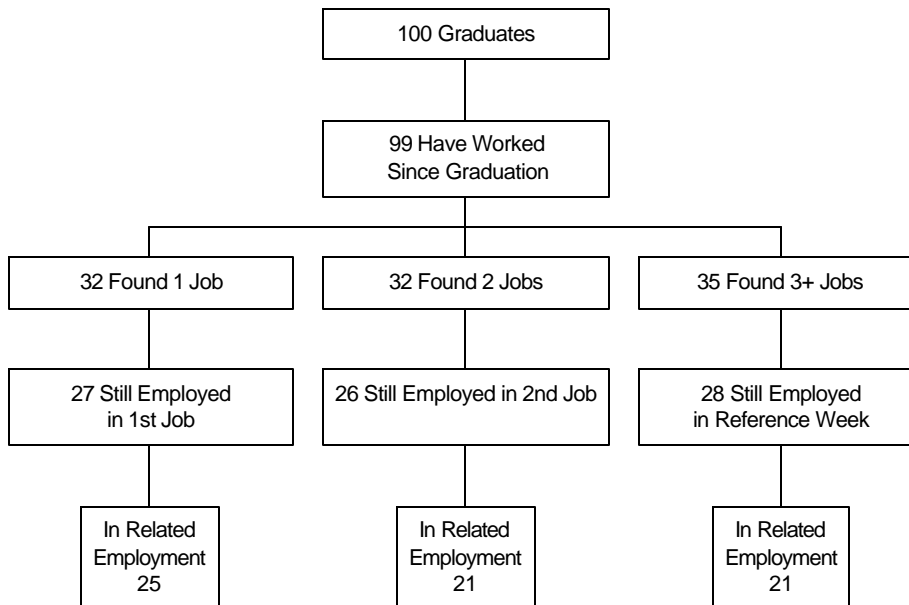 100 Graduates
99 Have Worked
Since Graduation
32 Found 1 Job
32 Found 2 Jobs
35 Found 3+ Jobs
27 Still Employed
in 1st Job
26 Still Employed in 2nd Job
28 Still Employed
in Reference Week
In Related
Employment
25
In Related
Employment
21
In Related
Employment
21